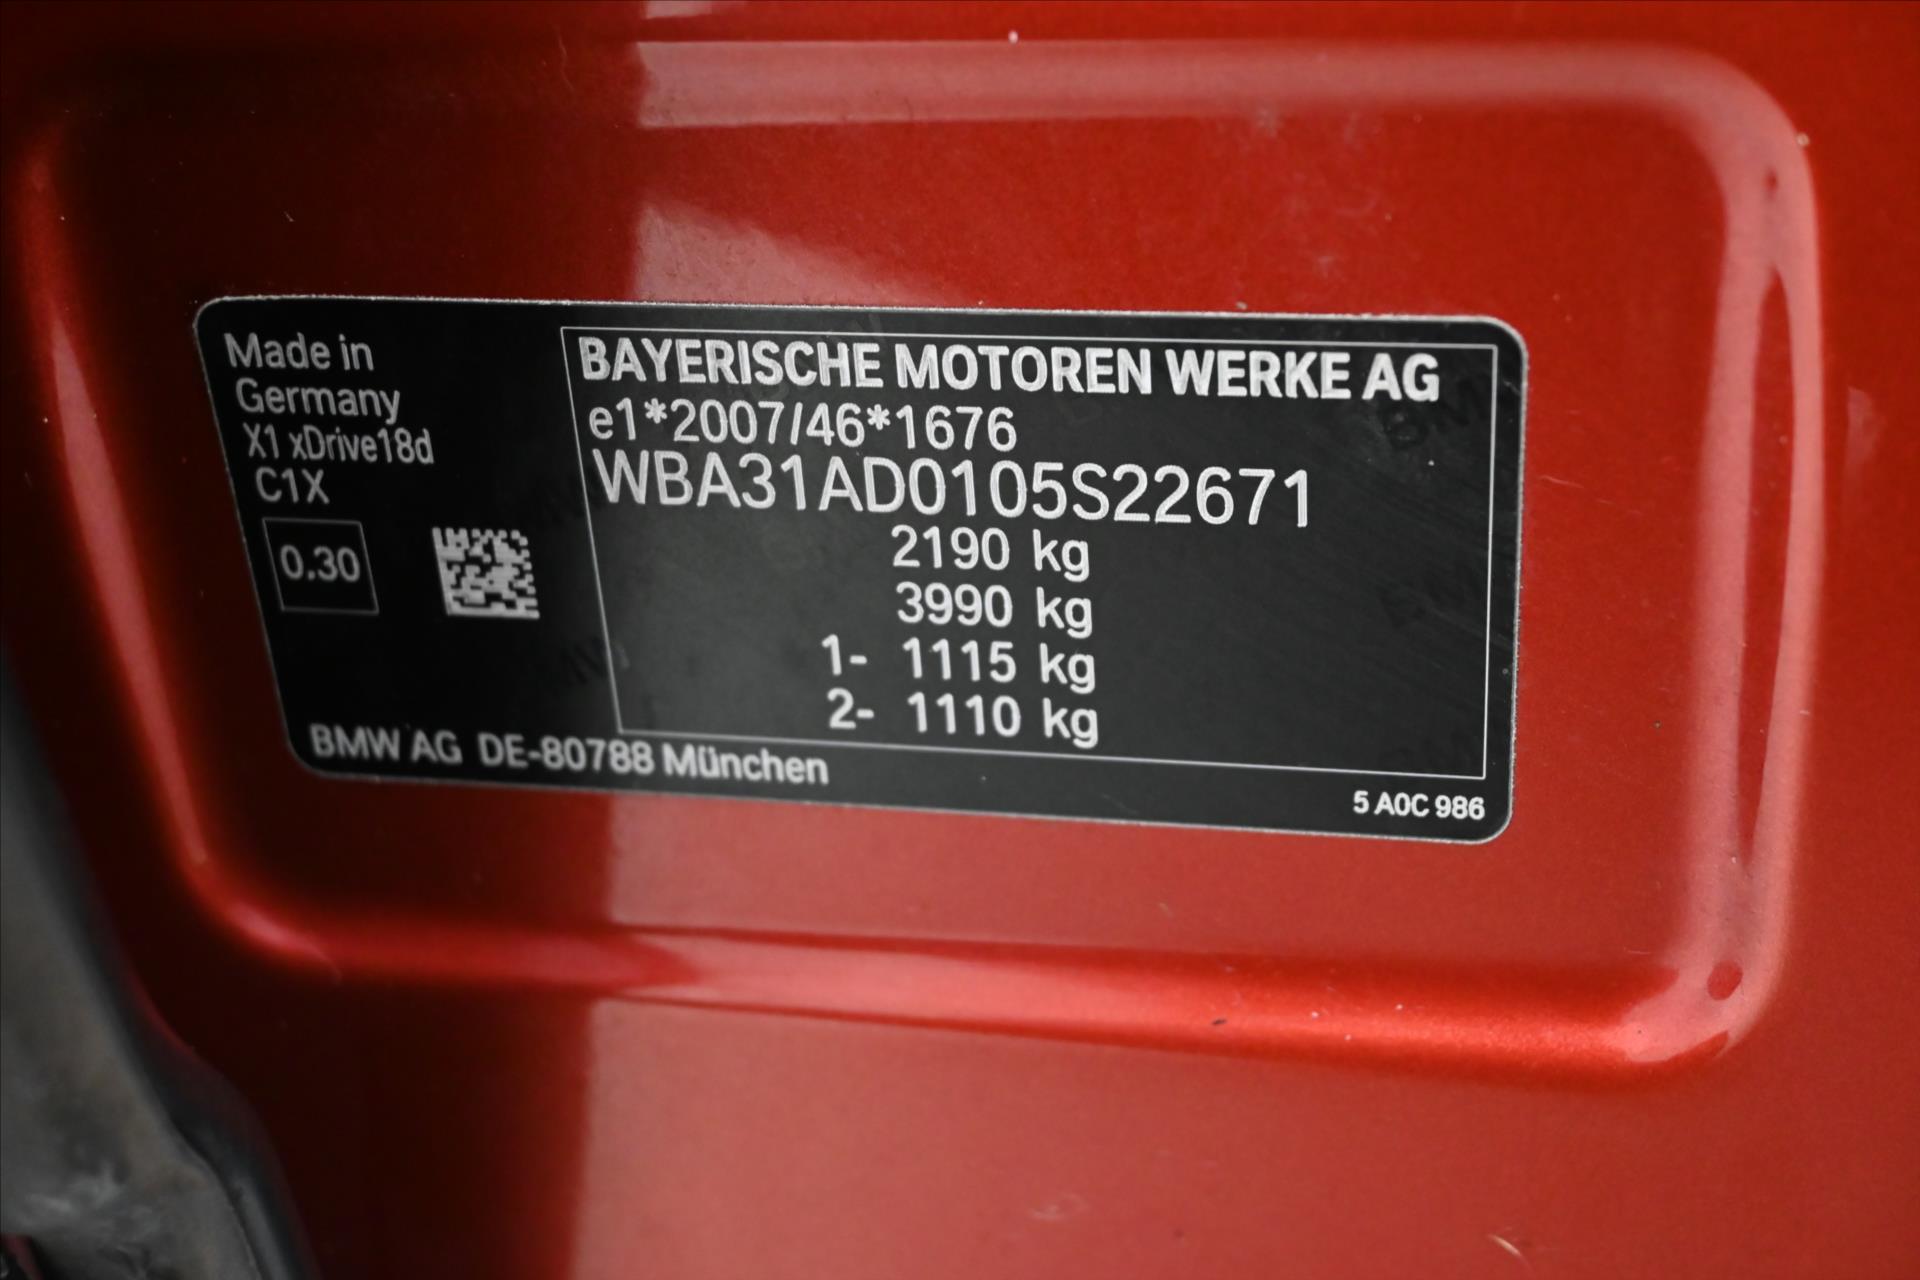 Made in
Germany
X1 xDrive18d
C1X
0.30
BAYERISCHE MOTOREN WERKE AG
e1*2007/46*1676
WBA31AD0105S22671
2190 kg
3990 kg
1- 1115 kg
2- 1110 kg
BMW AG DE-80788 München
5 A0C 986